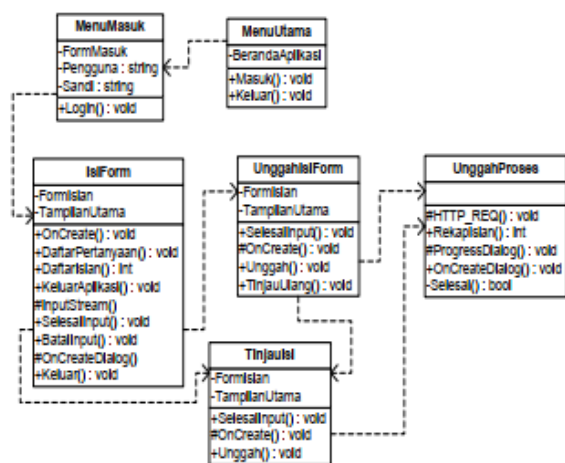 MenuMasuk
-FormMasuk
-Pengguna : string
-Sandi : string
+Login() : void
MenuUtama
-BerandaAplikasi
+Masuk() : void
+Keluar() : void
IsiForm
-FormIsian
-TampilanUtama
+OnCreate() : void
+DaftarPertanyaan() : void
+DaftarIsian() : int
+KeluarAplikasi() : void
#InputStream()
+SelesaiInput() : void
+BatalInput() : void
#OnCreateDialog()
+Keluar() : void
UnggahIsiForm
-FormIsian
-TampilanUtama
+SelesaiInput() : void
#OnCreate() : void
+Unggah() : void
+TinjauUlang() : void
UnggahProses
#HTTP_REQ() : void
+RekapIsian() : int
#ProgressDialog() : void
+OnCreateDialog() : void
-Selesai() : bool
TinjauIsi
-FormIsian
-TampilanUtama
+SelesaiInput() : void
#OnCreate() : void
+Unggah() : void